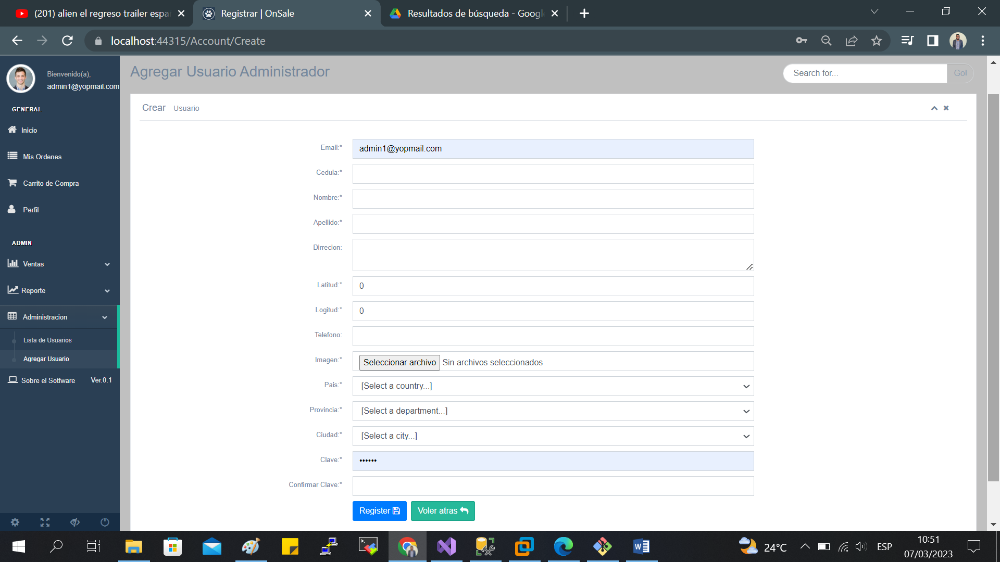 (201) alien el regreso trailer espa
Registrar | OnSale
Resultados de búsqueda - Googl
localhost:44315/Account/Create
Bienvenido(a),
admin1@yopmail.com
GENERAL
Inicio
Mis Ordenes
Carrito de Compra
Perfil
ADMIN
Ventas
Reporte
Administracion
Lista de Usuarios
Agregar Usuario
Sobre el Sotfware Ver.0.1
Agregar Usuario Administrador
Search for...
Go!
Crear Usuario
Email:* admin1@yopmail.com
Cedula:*
Nombre:*
Apellido:*
Dirrecion:
Latitud:* 0
Logitud:* 0
Telefono:
Imagen:* Seleccionar archivo Sin archivos seleccionados
Pais:* [Select a country...]
Provincia:* [Select a department...]
Ciudad:* [Select a city...]
Clave:* ••••••
Confirmar Clave:*
Register
Voler atras
24°C
ESP
10:51
07/03/2023